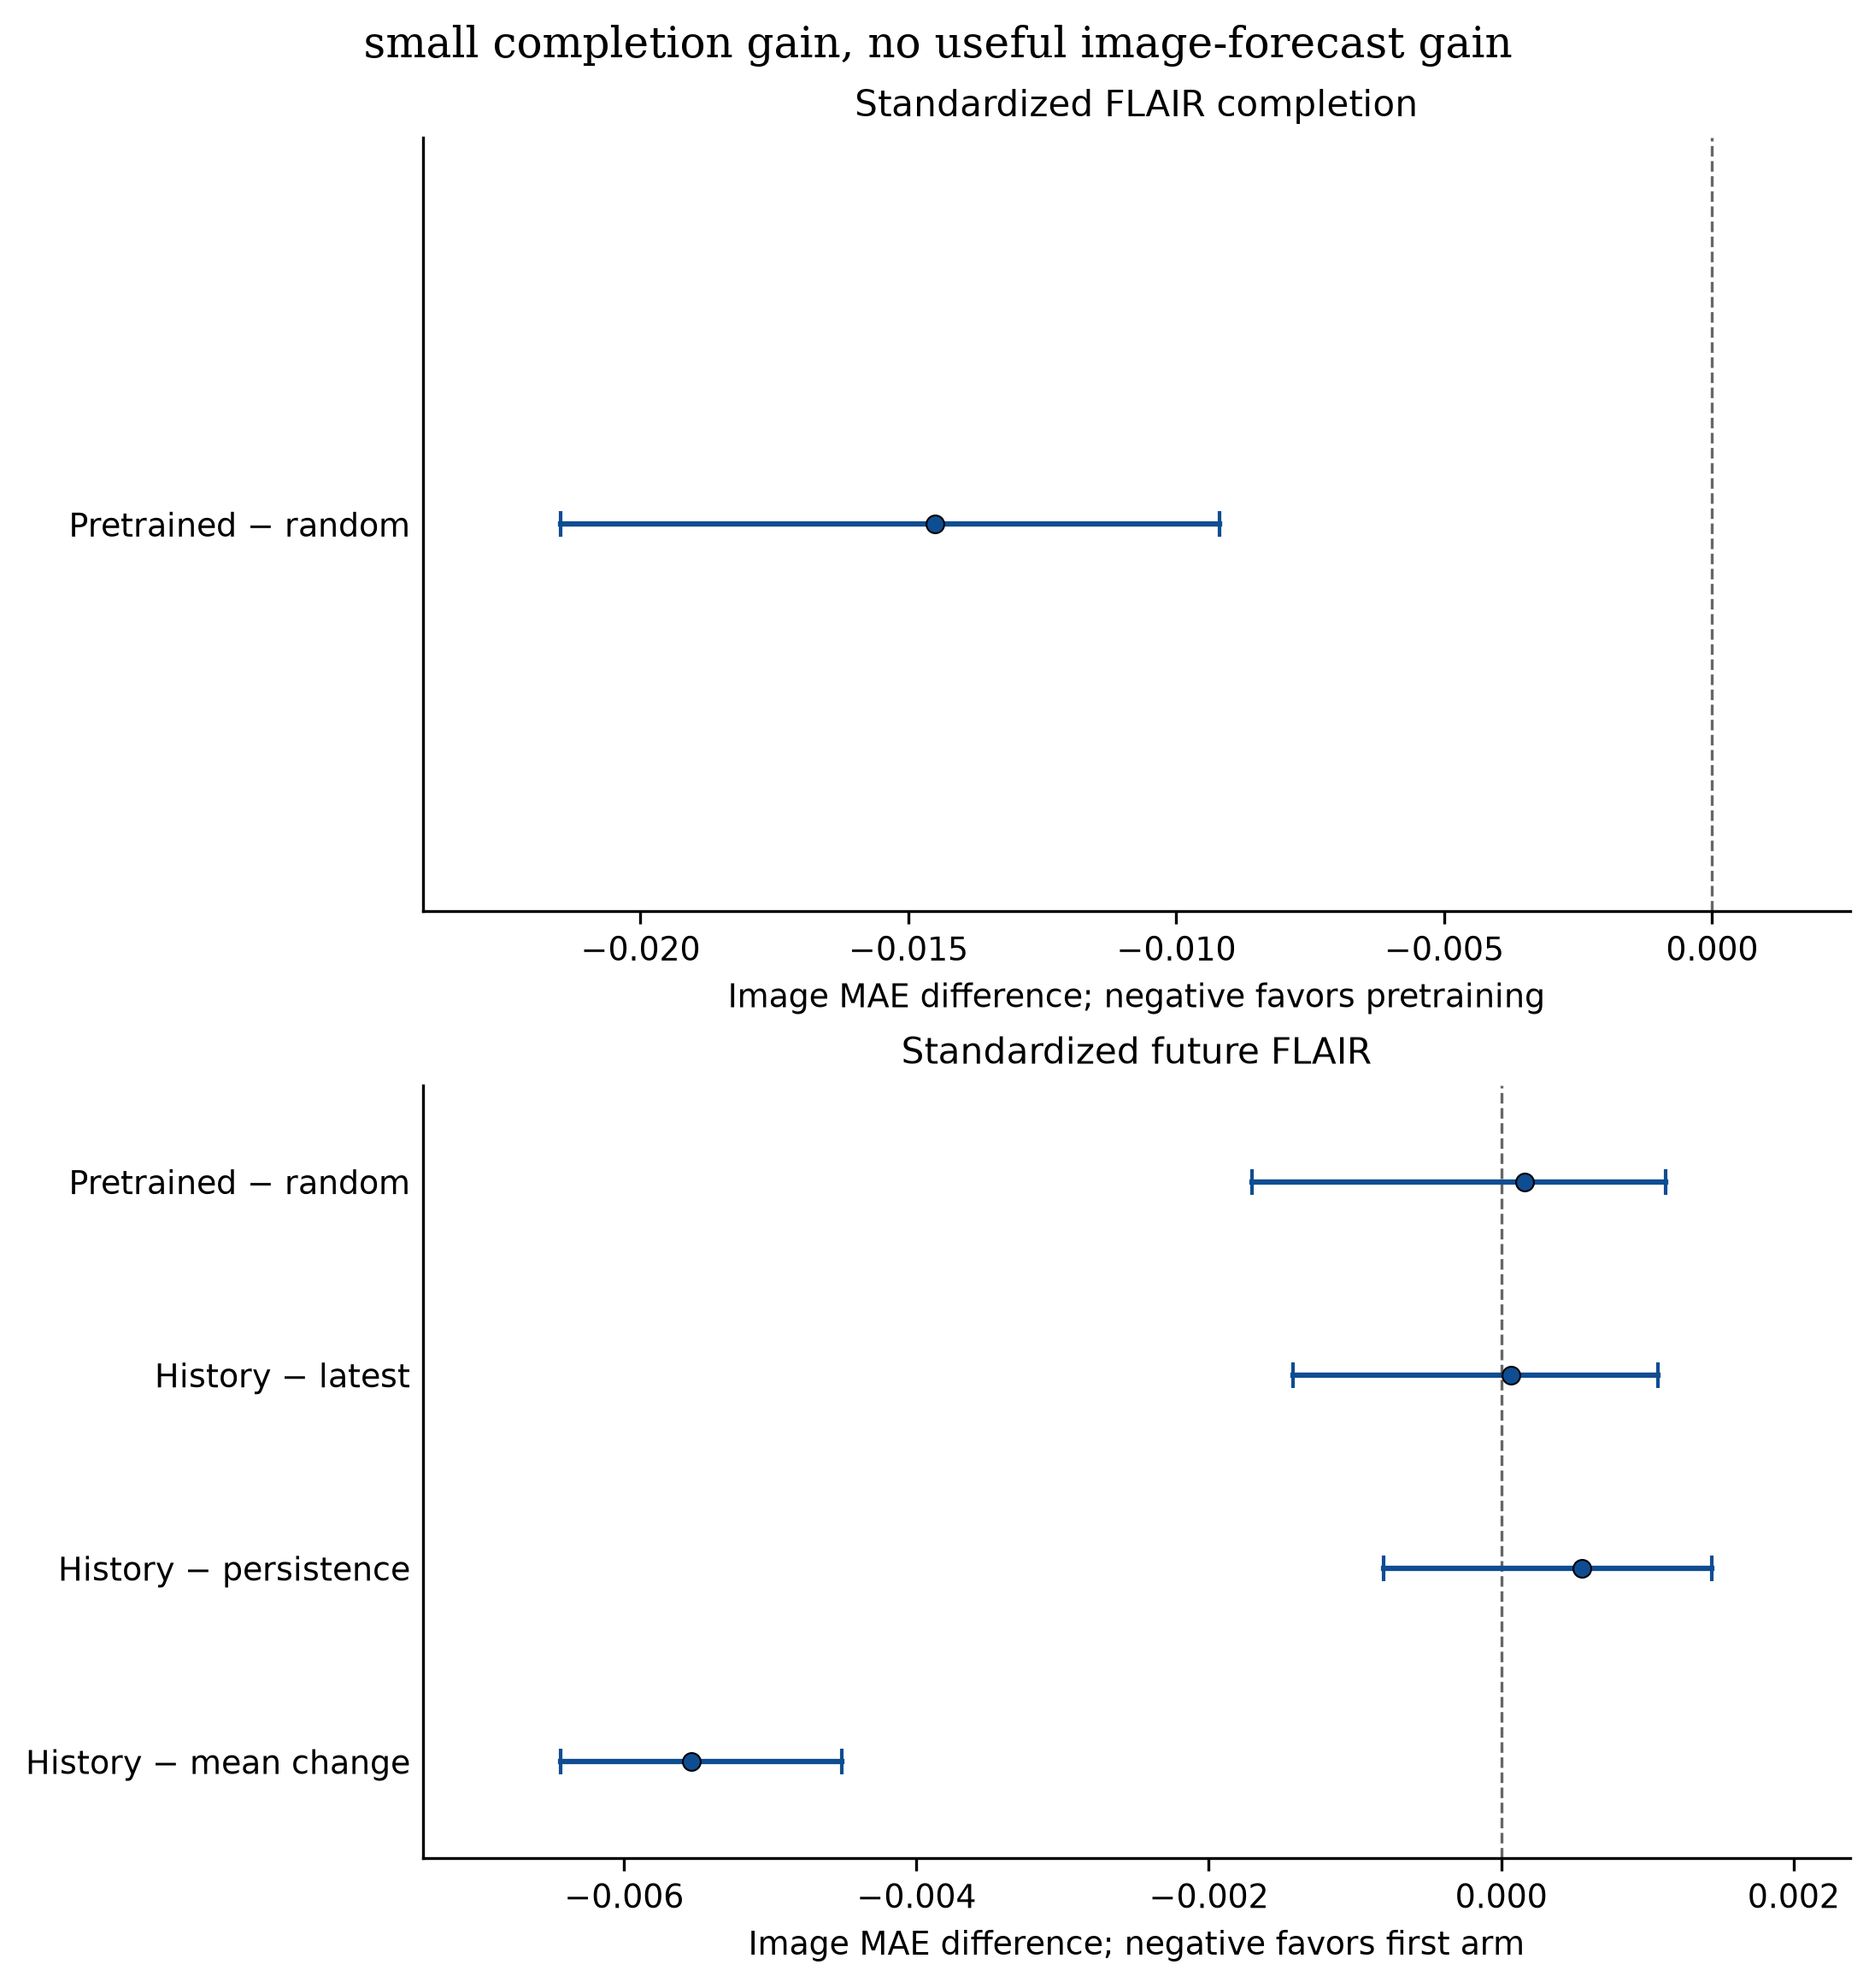 small completion gain, no useful image-forecast gain
Standardized FLAIR completion
Pretrained − random
−0.020 −0.015 −0.010 −0.005 0.000
Image MAE difference; negative favors pretraining
Standardized future FLAIR
Pretrained − random
History − latest
History − persistence
History − mean change
−0.006 −0.004 −0.002 0.000 0.002
Image MAE difference; negative favors first arm